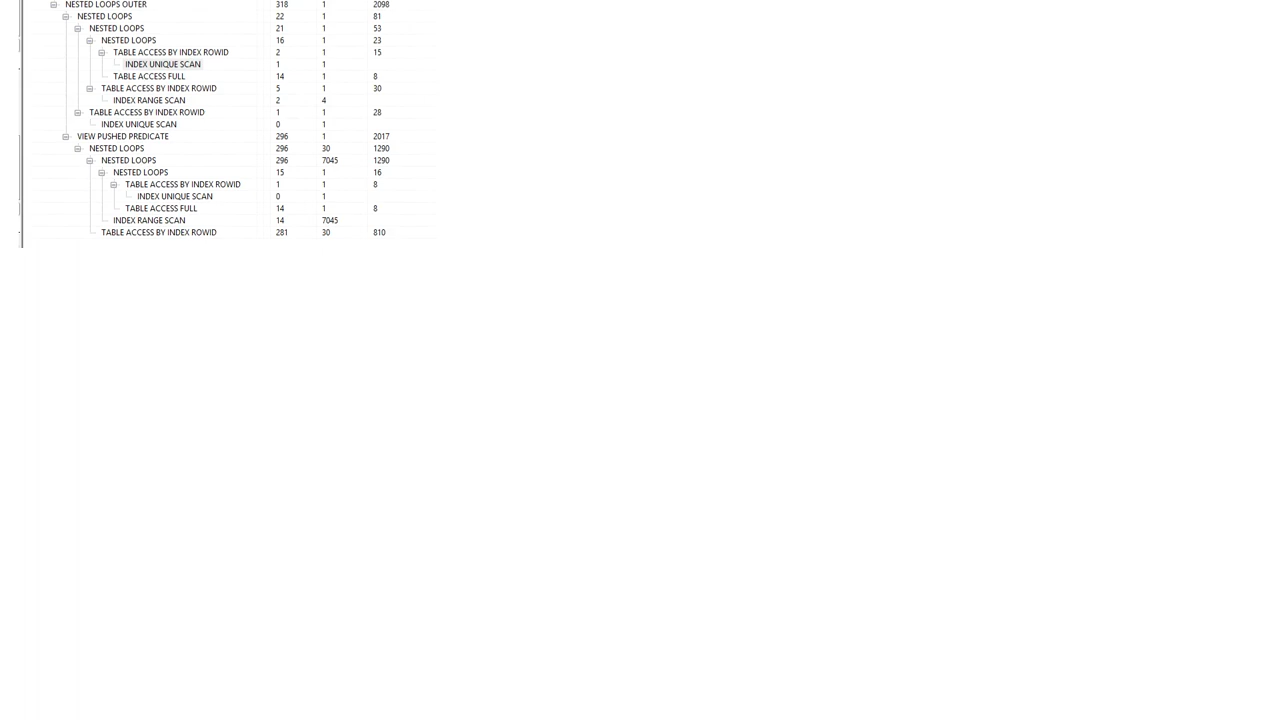 NESTED LOOPS OUTER 318 1 2098
NESTED LOOPS 22 1 81
NESTED LOOPS 21 1 53
NESTED LOOPS 16 1 23
TABLE ACCESS BY INDEX ROWID 2 1 15
INDEX UNIQUE SCAN 1 1
TABLE ACCESS FULL 14 1 8
TABLE ACCESS BY INDEX ROWID 5 1 30
INDEX RANGE SCAN 2 4
TABLE ACCESS BY INDEX ROWID 1 1 28
INDEX UNIQUE SCAN 0 1
VIEW PUSHED PREDICATE 296 1 2017
NESTED LOOPS 296 30 1290
NESTED LOOPS 296 7045 1290
NESTED LOOPS 15 1 16
TABLE ACCESS BY INDEX ROWID 1 1 8
INDEX UNIQUE SCAN 0 1
TABLE ACCESS FULL 14 1 8
INDEX RANGE SCAN 14 7045
TABLE ACCESS BY INDEX ROWID 281 30 810